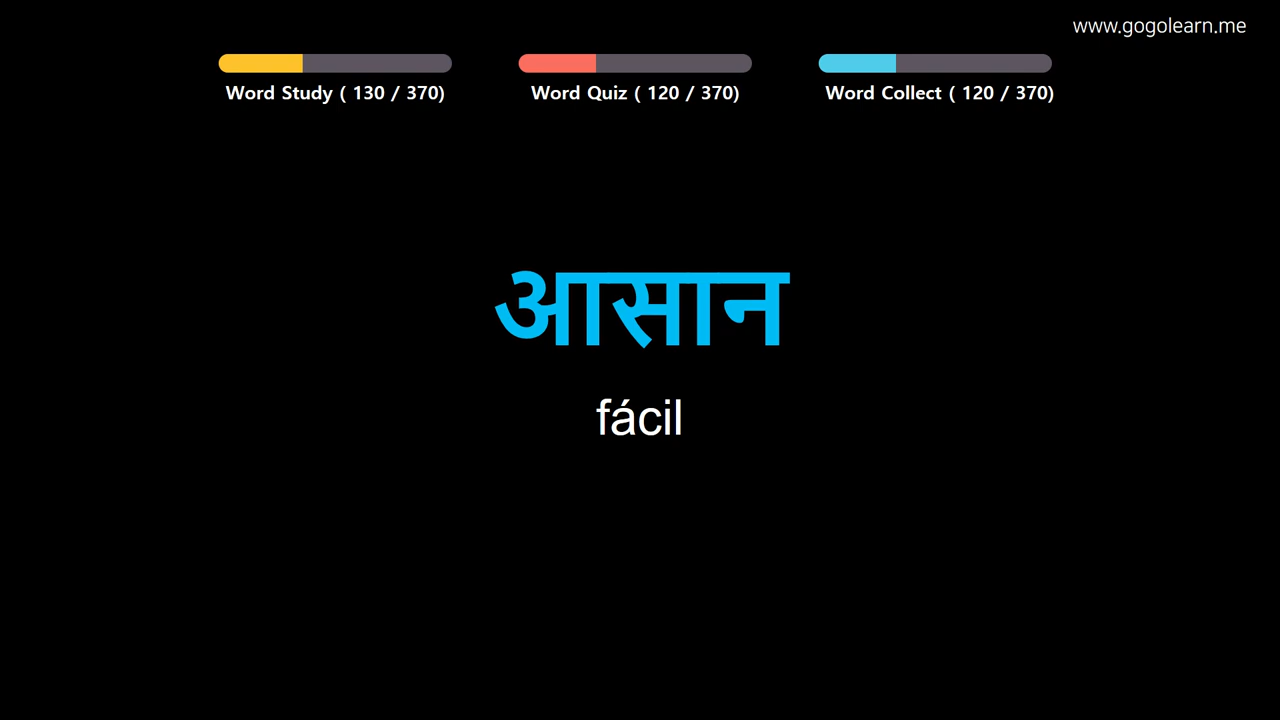 www.gogolearn.me
Word Study ( 130 / 370)
Word Quiz ( 120 / 370)
Word Collect ( 120 / 370)
आसान
fácil